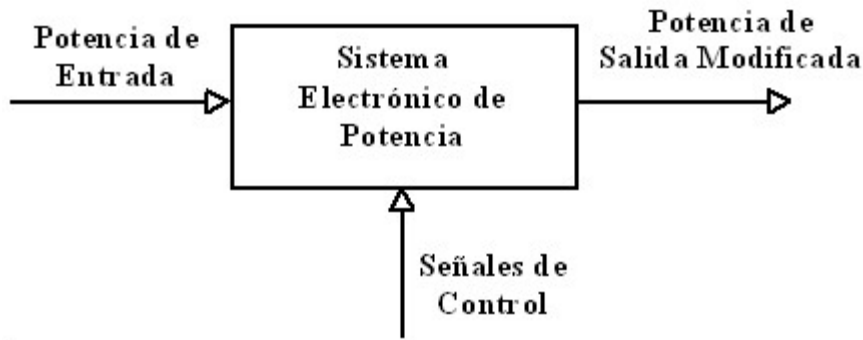 Potencia de
Entrada
Sistema
Electrónico de
Potencia
Potencia de
Salida Modificada
Señales de
Control